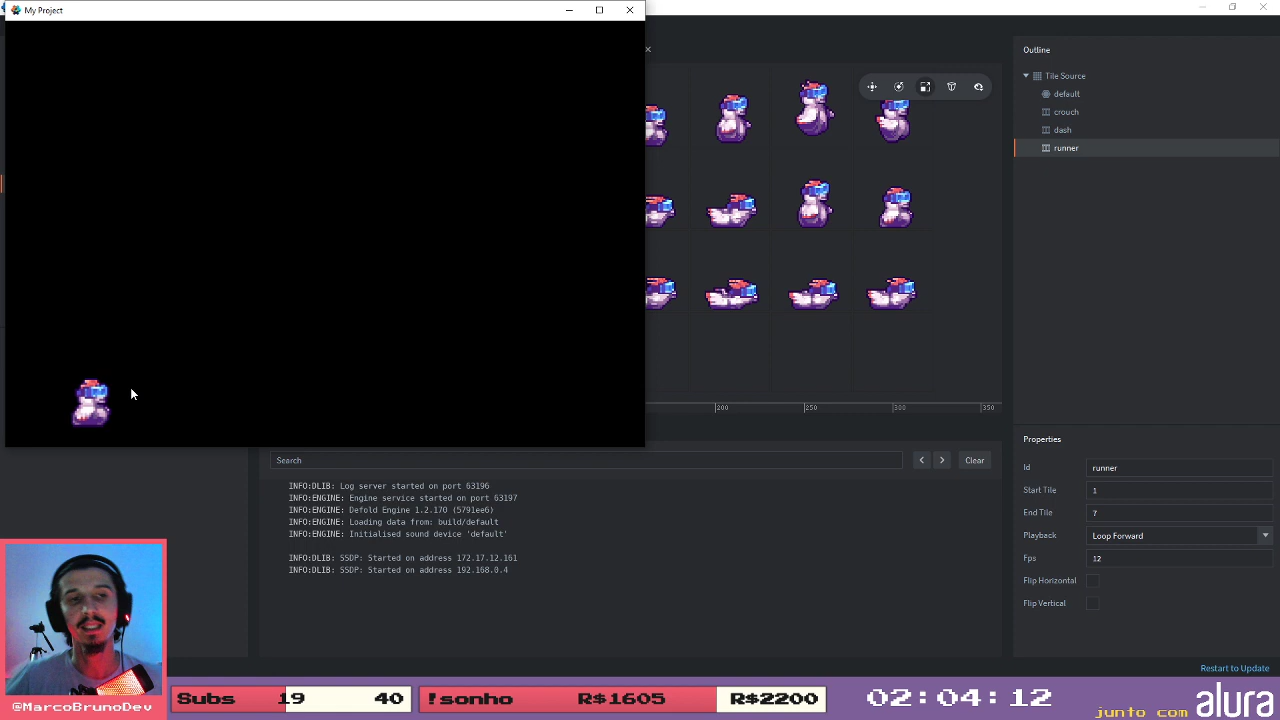 My Project
Outline
Tile Source
default
crouch
dash
runner
200
250
300
350
Properties
Id
runner
Start Tile
1
End Tile
7
Playback
Loop Forward
Fps
12
Flip Horizontal
Flip Vertical
Search
Clear
INFO:DLIB: Log server started on port 63196
INFO:ENGINE: Engine service started on port 63197
INFO:ENGINE: Defold Engine 1.2.170 (5791ee6)
INFO:ENGINE: Loading data from: build/default
INFO:ENGINE: Initialised sound device 'default'
INFO:DLIB: SSDP: Started on address 172.17.12.161
INFO:DLIB: SSDP: Started on address 192.168.0.4
Restart to Update
@MarcoBrunoDev
Subs 19 40
!sonho R$1605 R$2200
02:04:12
junto com alura